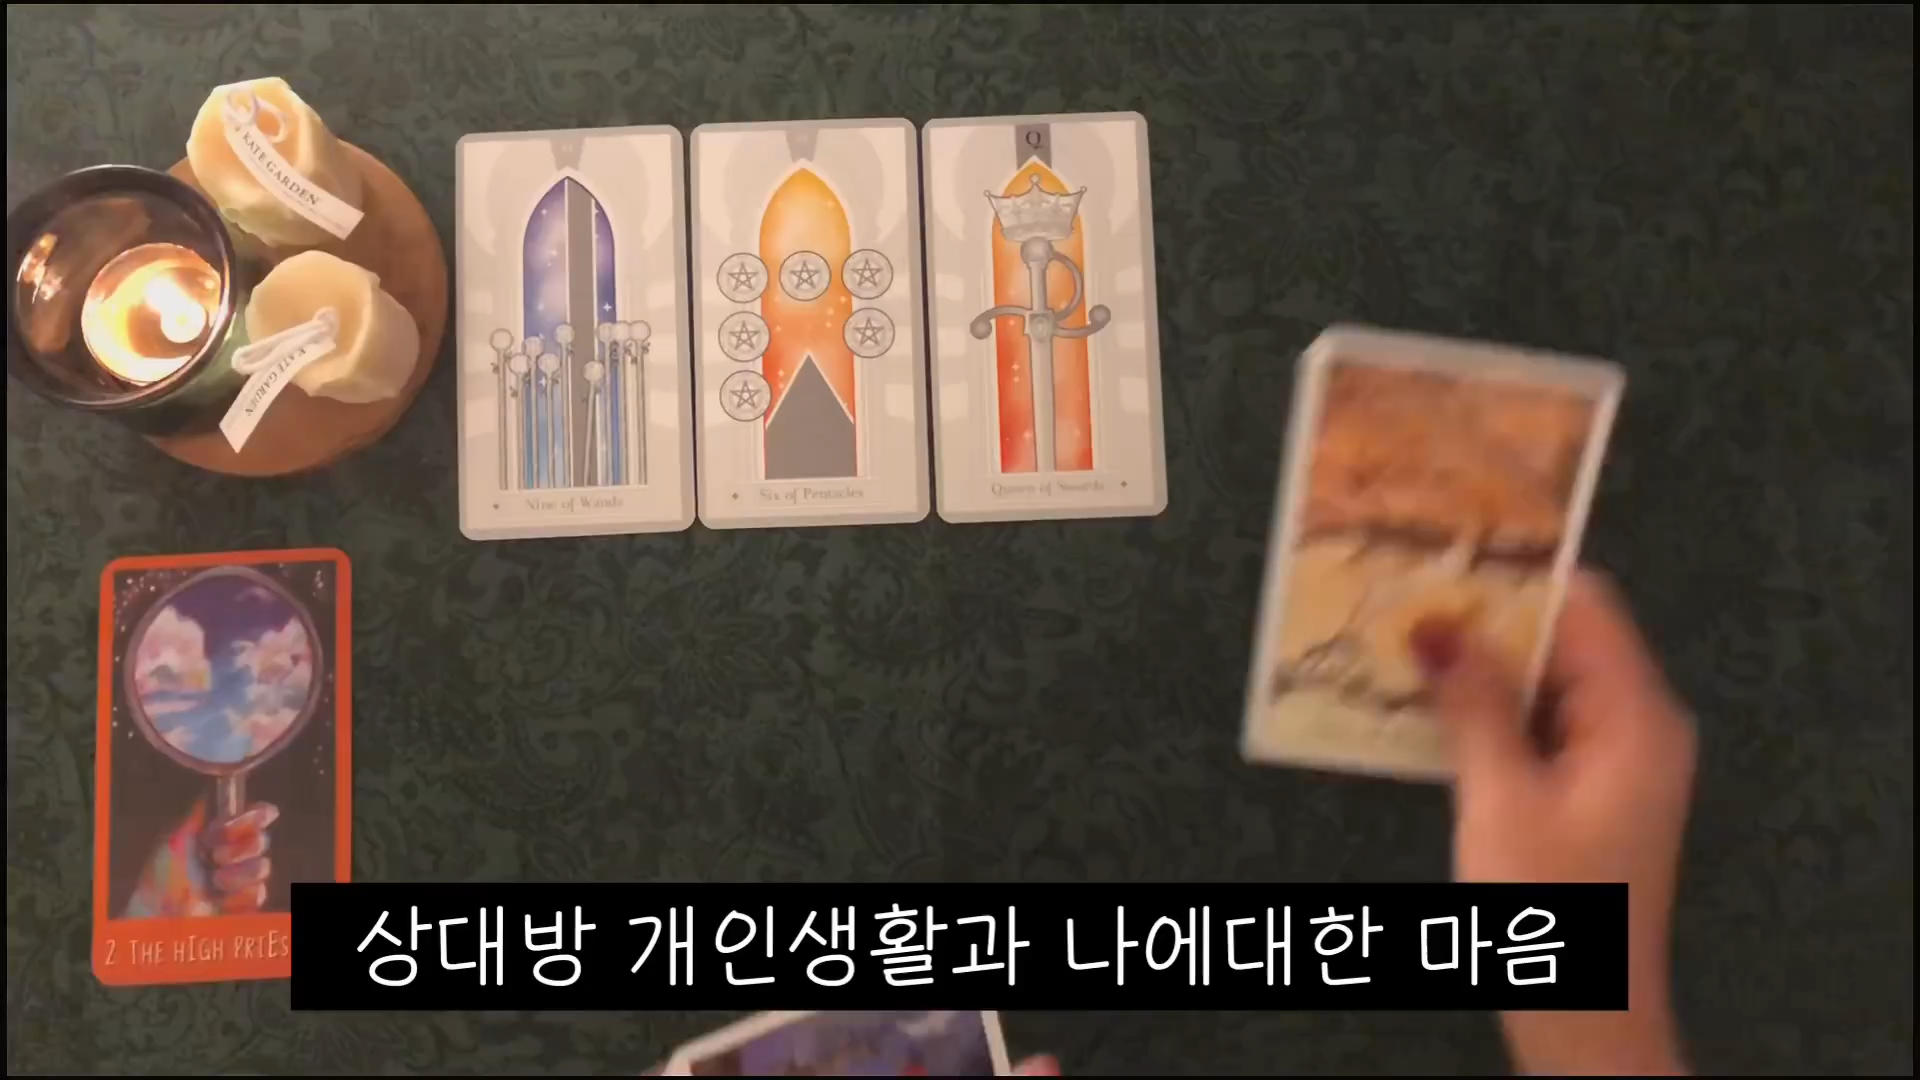 KATE GARDEN
KATE GARDEN
Q
Nine of Wands
Six of Pentacles
Queen of Swords
2 THE HIGH PRIES
상대방 개인생활과 나에대한 마음